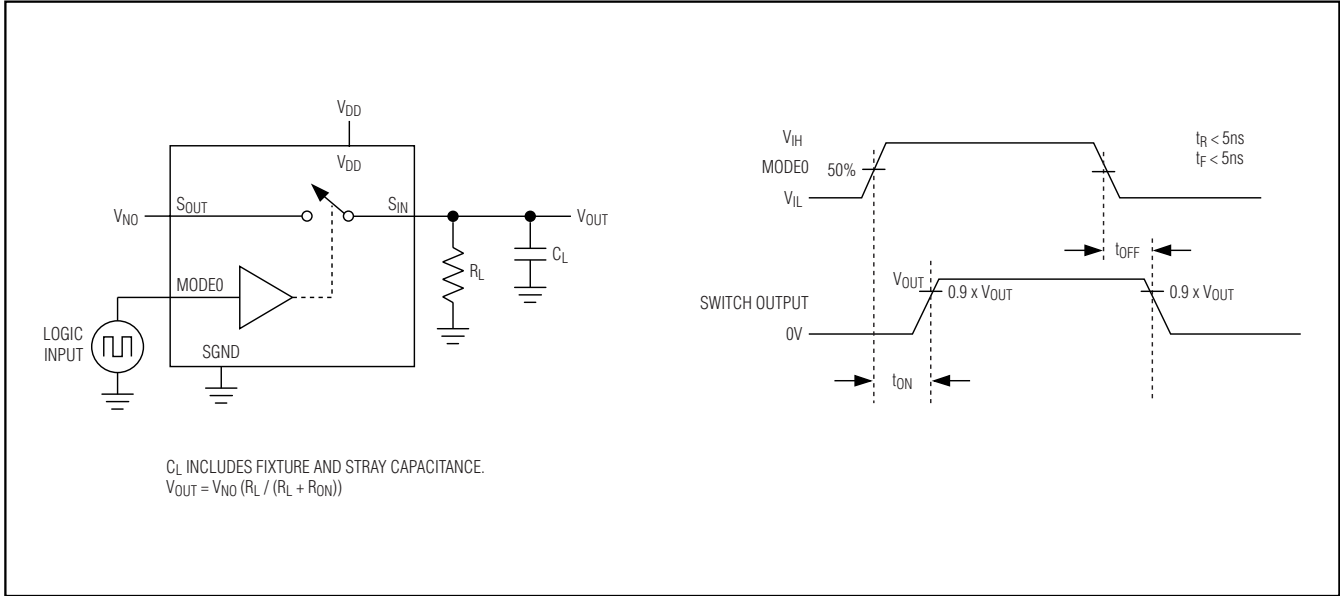 VDD
VDD
VNO
SOUT
SIN
VOUT
RL
CL
MODE0
LOGIC
INPUT
SGND
CL INCLUDES FIXTURE AND STRAY CAPACITANCE.
VOUT = VNO (RL / (RL + RON))
VIH
MODE0
50%
VIL
tR < 5ns
tF < 5ns
tOFF
VOUT
0.9 x VOUT
0.9 x VOUT
SWITCH OUTPUT
0V
tON